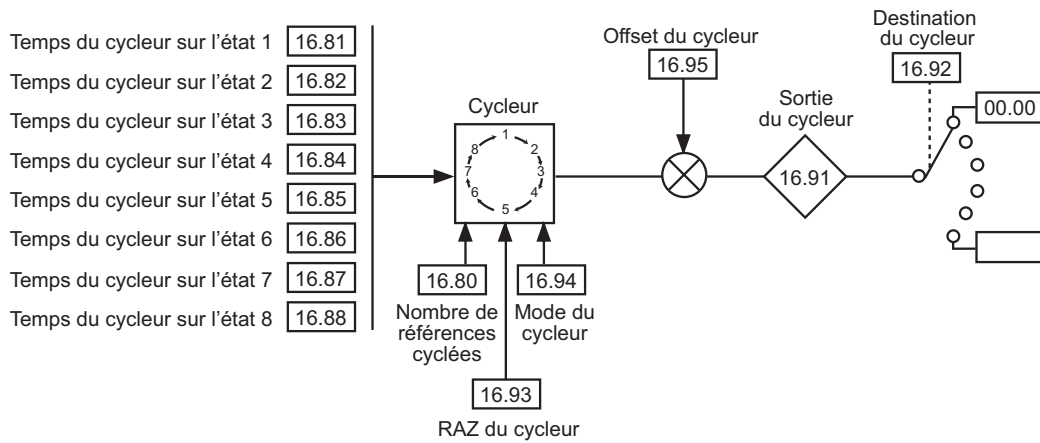 Temps du cycleur sur l'état 1 16.81
Temps du cycleur sur l'état 2 16.82
Temps du cycleur sur l'état 3 16.83
Temps du cycleur sur l'état 4 16.84
Temps du cycleur sur l'état 5 16.85
Temps du cycleur sur l'état 6 16.86
Temps du cycleur sur l'état 7 16.87
Temps du cycleur sur l'état 8 16.88
Cycleur
1
2
3
4
5
6
7
8
16.80
Nombre de
références
cyclées
16.94
Mode du
cycleur
16.93
RAZ du cycleur
Offset du cycleur
16.95
Sortie
du cycleur
16.91
Destination
du cycleur
16.92
00.00